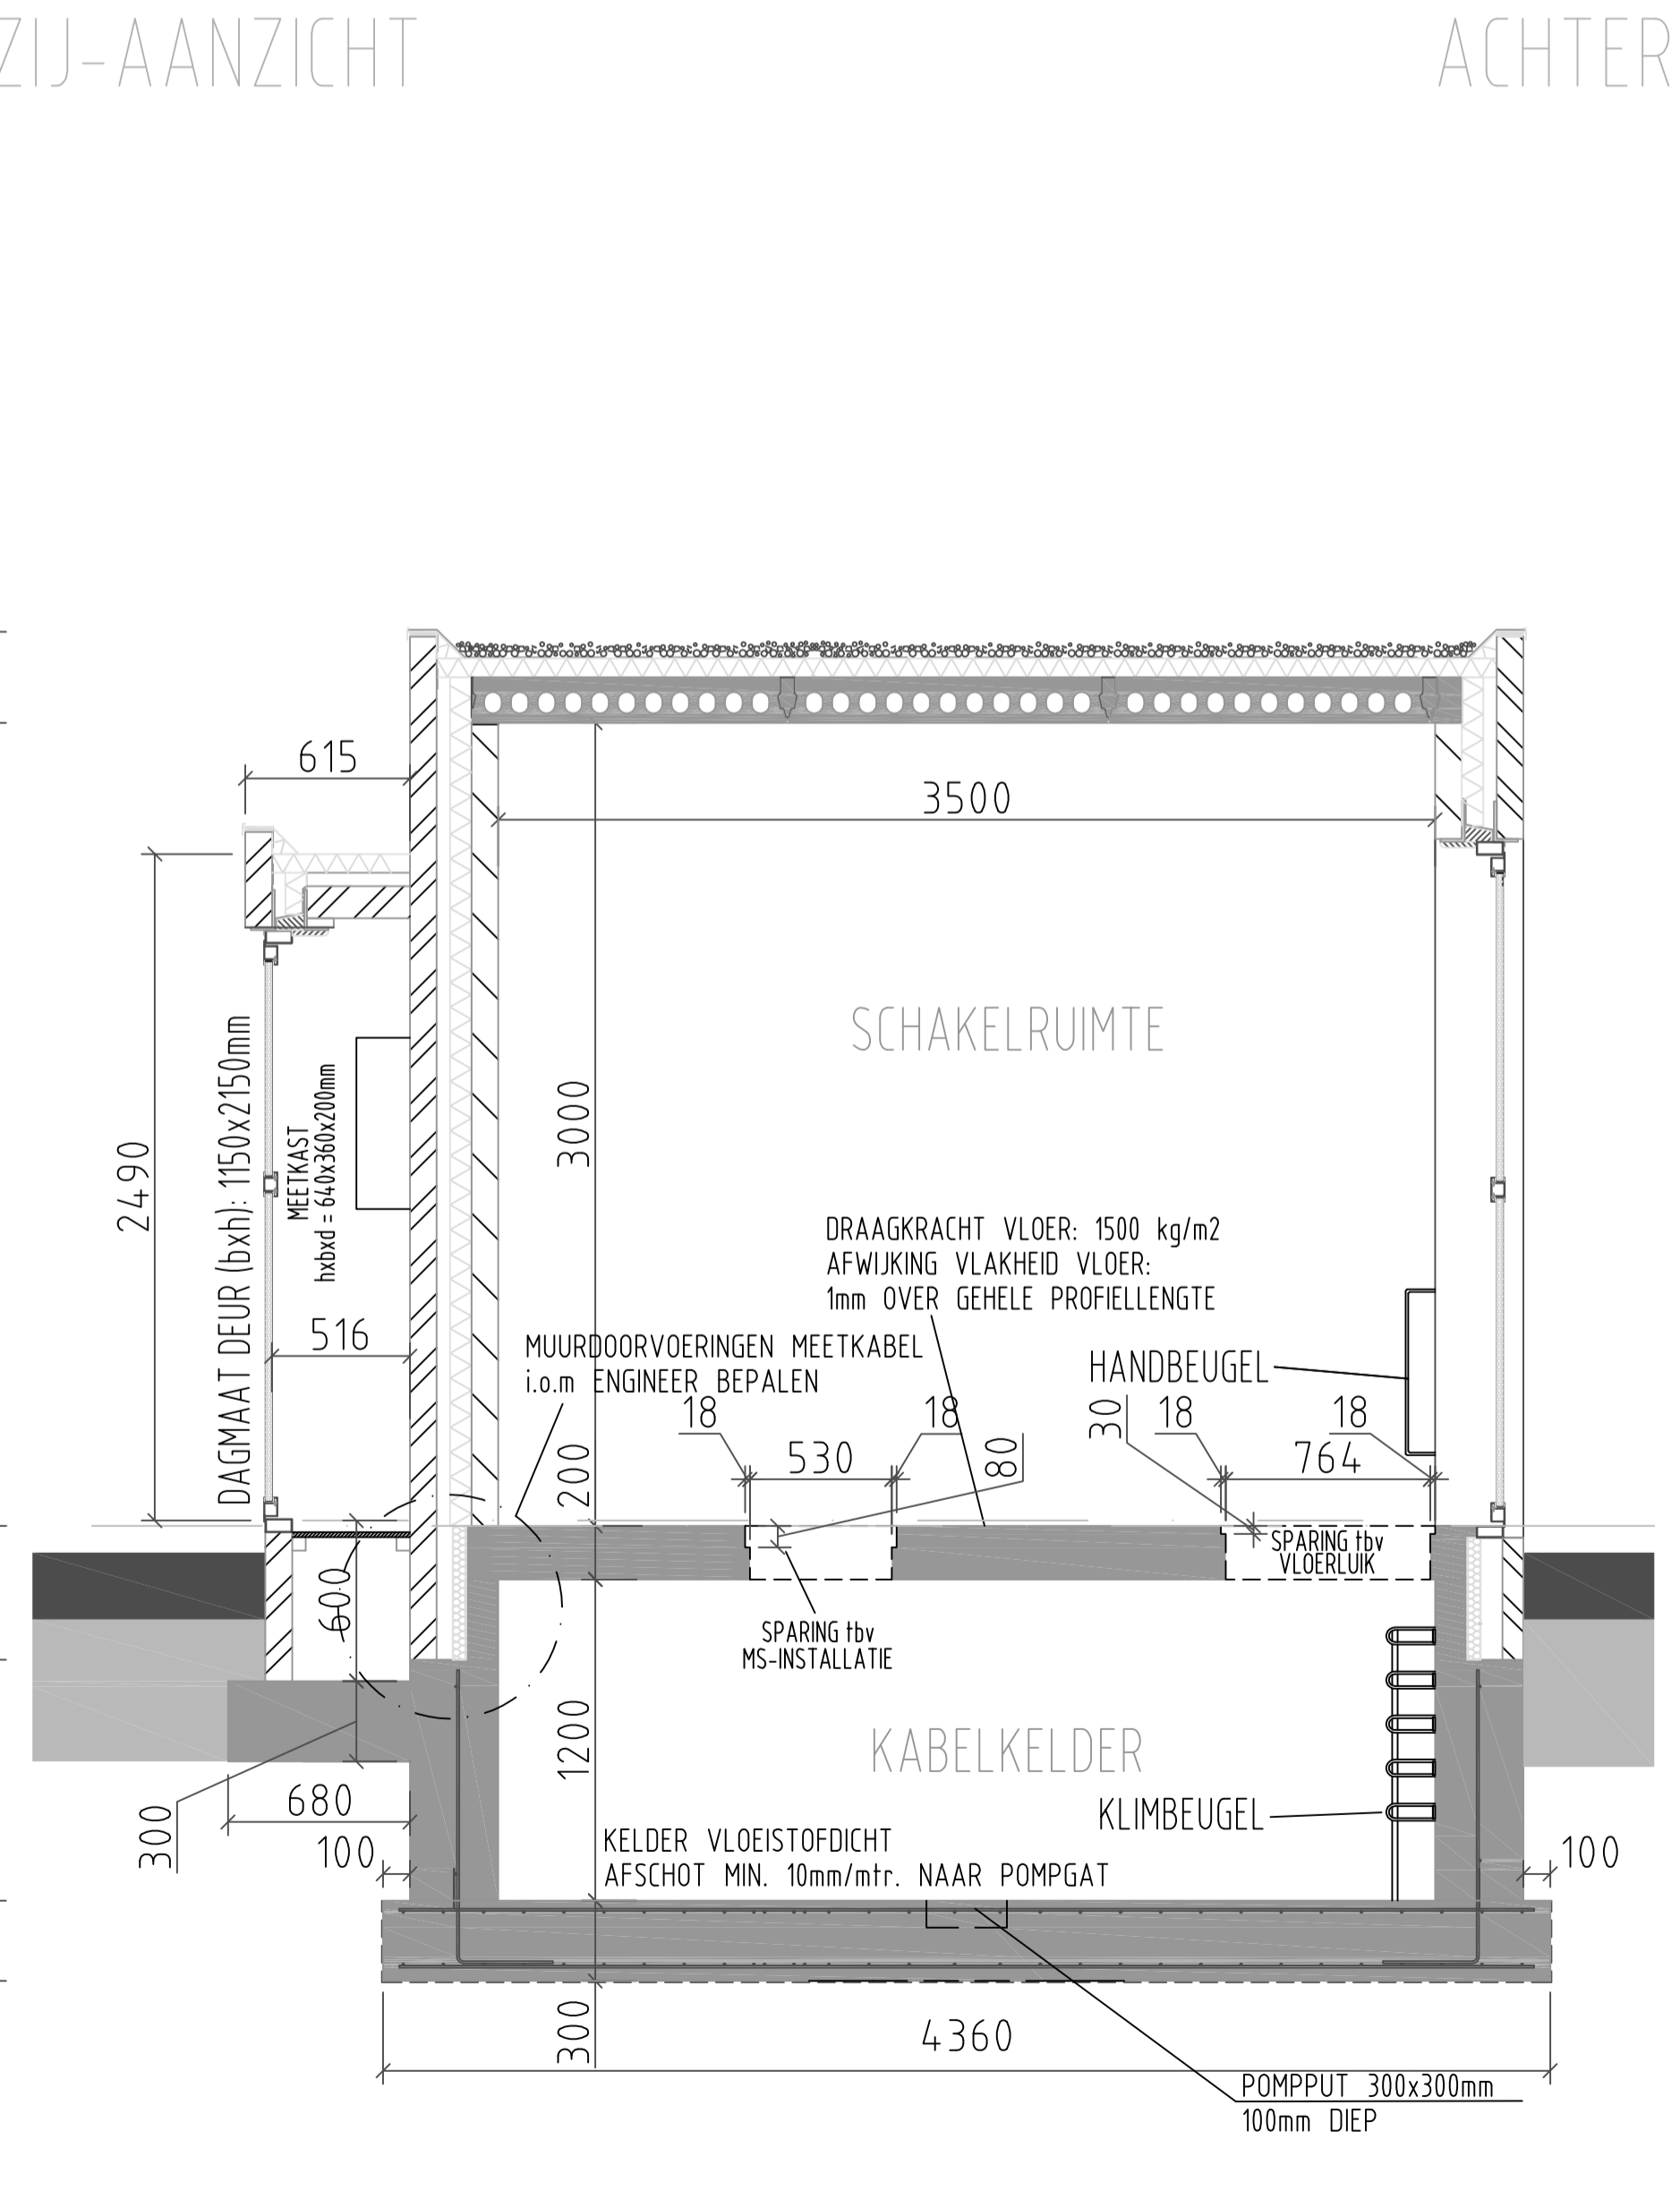 ZIJ-AANZICHT
ACHTER
615
3500
2490
DAGMAAT DEUR (bxh): 1150x2150mm
MEETKAST
hxbxd = 640x360x200mm
SCHAKELRUIMTE
3000
516
DRAAGKRACHT VLOER: 1500 kg/m2
AFWIJKING VLAKHEID VLOER:
1mm OVER GEHELE PROFIELLENGTE
MUURDOORVOERINGEN MEETKABEL
i.o.m ENGINEER BEPALEN
HANDBEUGEL
18
18
30
18
18
530
80
764
200
SPARING tbv
VLOERLUIK
600
SPARING tbv
MS-INSTALLATIE
1200
KABELKELDER
KLIMBEUGEL
680
300
100
KELDER VLOEISTOFDICHT
AFSCHOT MIN. 10mm/mtr. NAAR POMPGAT
100
300
4360
POMPPUT 300x300mm
100mm DIEP